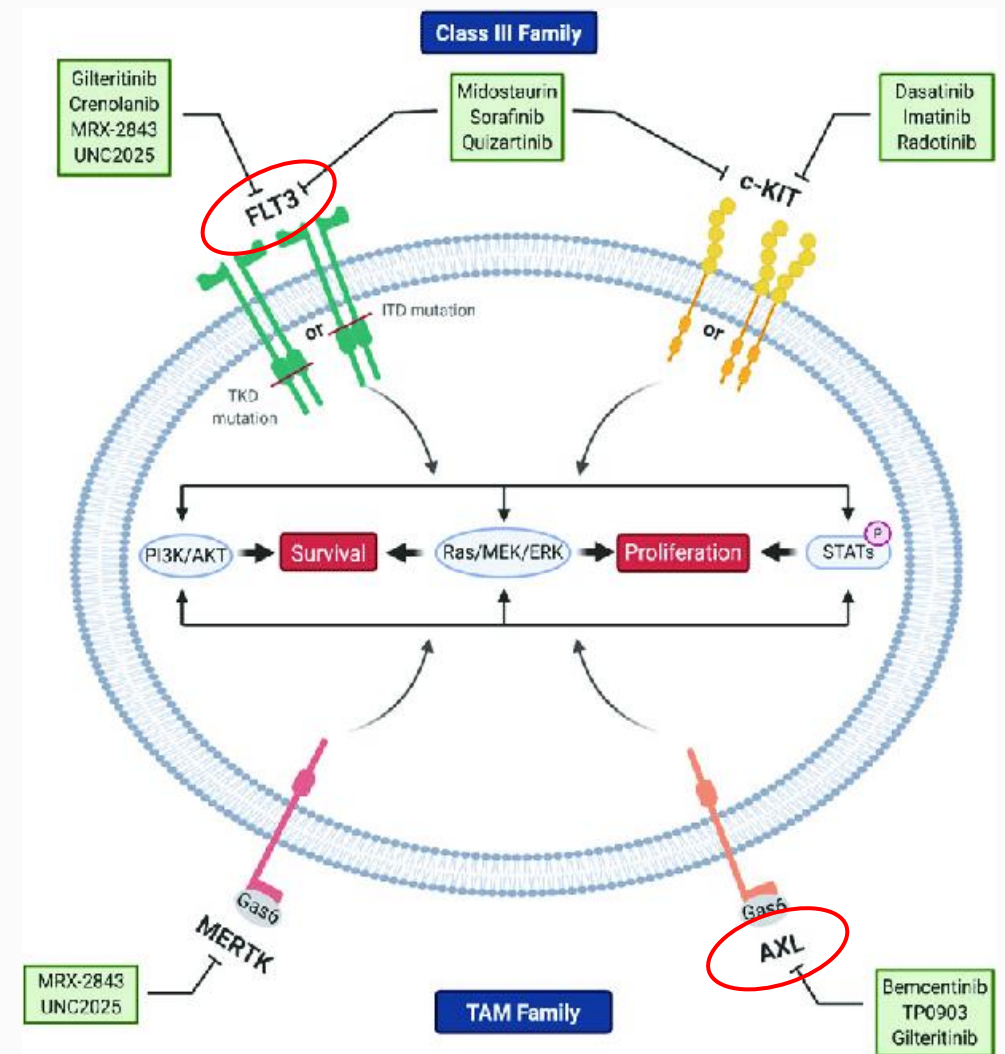 Class III Family
Gilteritinib
Crenolanib
MRX-2843
UNC2025
Midostaurin
Sorafinib
Quizartinib
Dasatinib
Imatinib
Radotinib
FLT3
c-KIT
or
ITD mutation
or
TKD
mutation
PI3K/AKT
Survival
Ras/MEK/ERK
Proliferation
STATs
P
Gas6
MERTK
Gas6
AXL
MRX-2843
UNC2025
TAM Family
Bemcentinib
TP0903
Gilteritinib